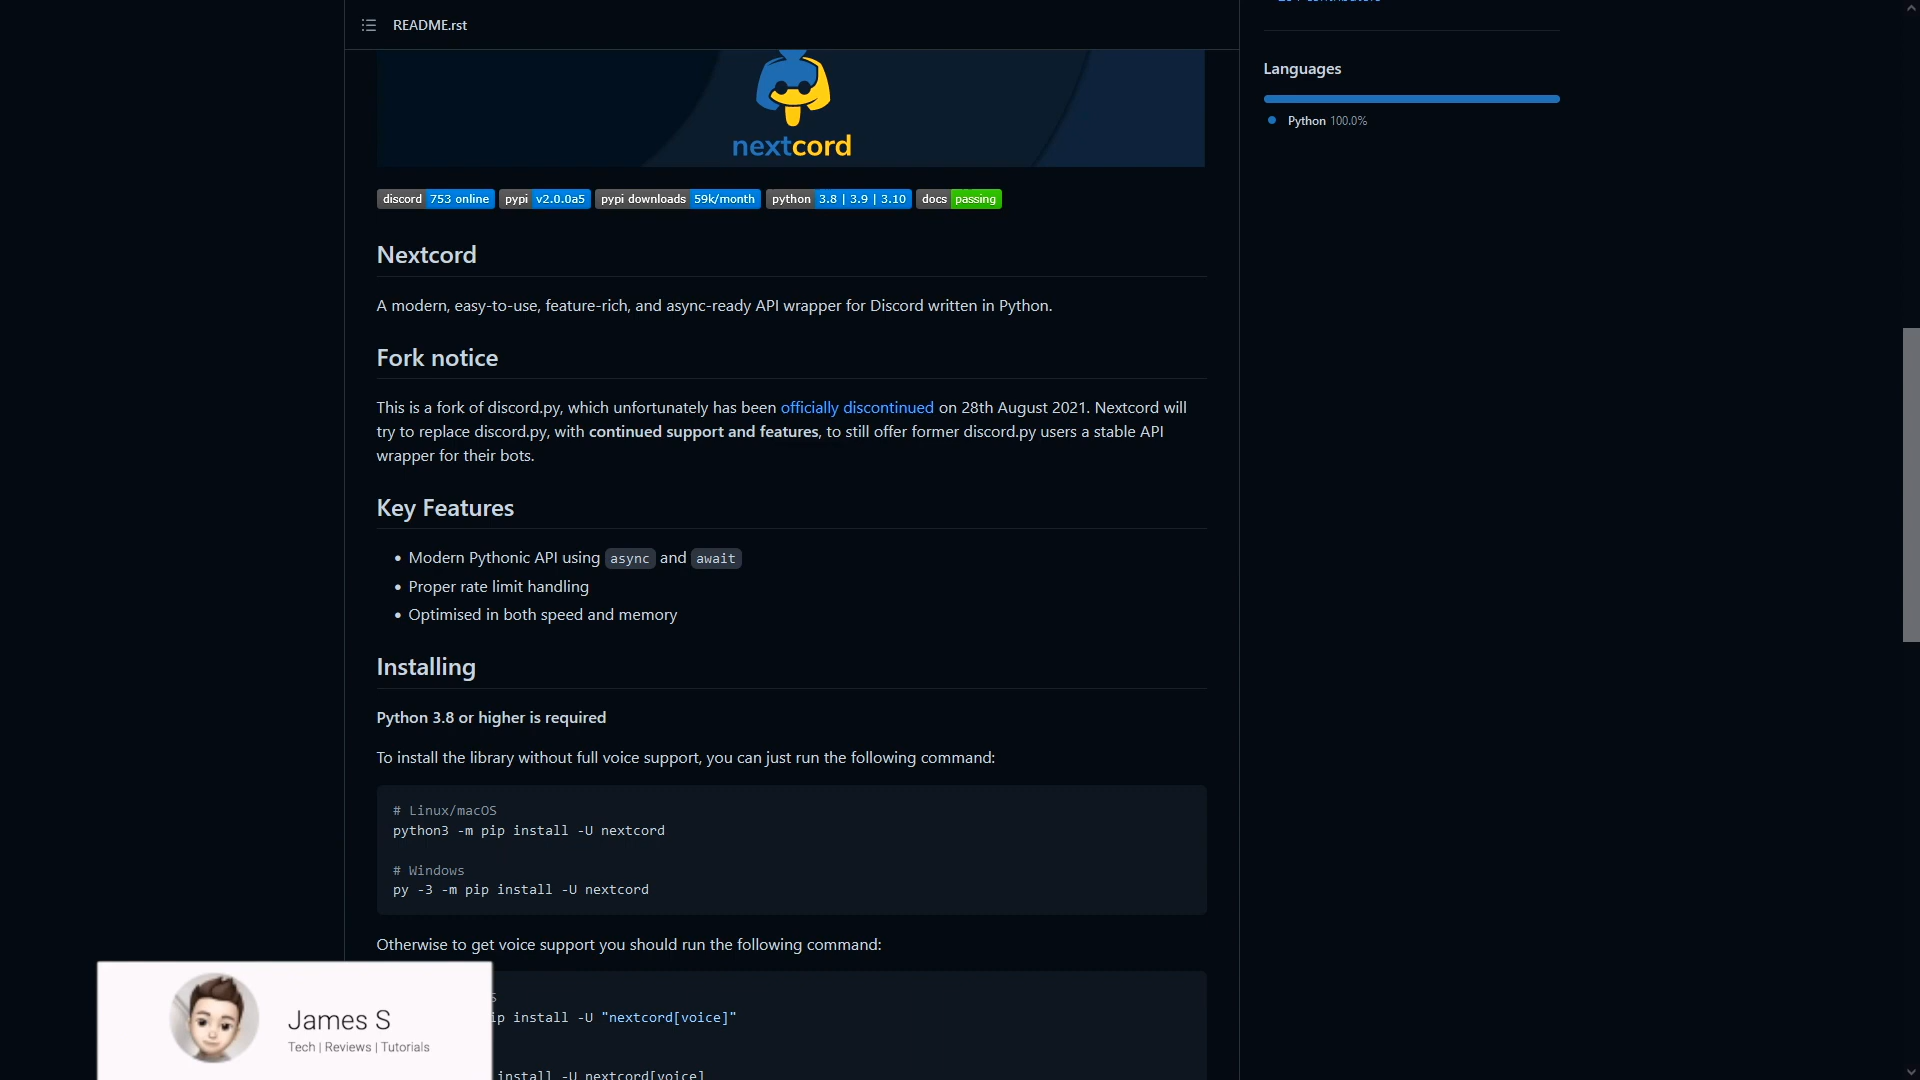 README.rst
nextcord
discord 753 online pypi v2.0.0a5 pypi downloads 59k/month python 3.8 | 3.9 | 3.10 docs passing
Nextcord
A modern, easy-to-use, feature-rich, and async-ready API wrapper for Discord written in Python.
Fork notice
This is a fork of discord.py, which unfortunately has been officially discontinued on 28th August 2021. Nextcord will
try to replace discord.py, with continued support and features, to still offer former discord.py users a stable API
wrapper for their bots.
Key Features
• Modern Pythonic API using async and await
• Proper rate limit handling
• Optimised in both speed and memory
Installing
Python 3.8 or higher is required
To install the library without full voice support, you can just run the following command:
# Linux/macOS
python3 -m pip install -U nextcord
# Windows
py -3 -m pip install -U nextcord
Otherwise to get voice support you should run the following command:
S
ip install -U "nextcord[voice]"
install -U nextcord[voice]
James S
Tech | Reviews | Tutorials
Languages
Python 100.0%